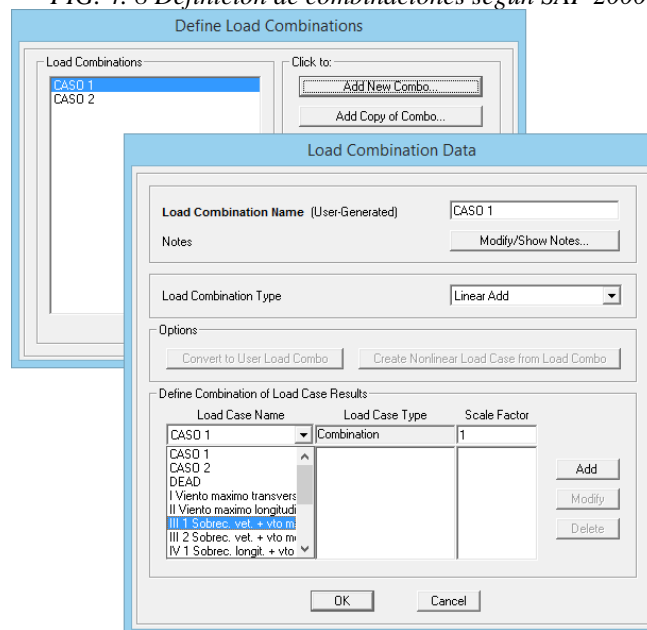 FIG. 4. 8 Definición de combinaciones según SAP 2000
Define Load Combinations
Load Combinations
CASO 1
CASO 2
Click to:
Add New Combo...
Add Copy of Combo...
Load Combination Data
Load Combination Name (User-Generated)
CASO 1
Notes
Modify/Show Notes...
Load Combination Type
Linear Add
Options
Convert to User Load Combo
Create Nonlinear Load Case from Load Combo
Define Combination of Load Case Results
Load Case Name Load Case Type Scale Factor
CASO 1 Combination 1
CASO 1
CASO 2
DEAD
I Viento maximo transvers
II Viento maximo longitudi
III 1 Sobrec. vet. + vto m
III 2 Sobrec. vet. + vto m
IV 1 Sobrec. longit. + vto
Add
Modify
Delete
OK Cancel